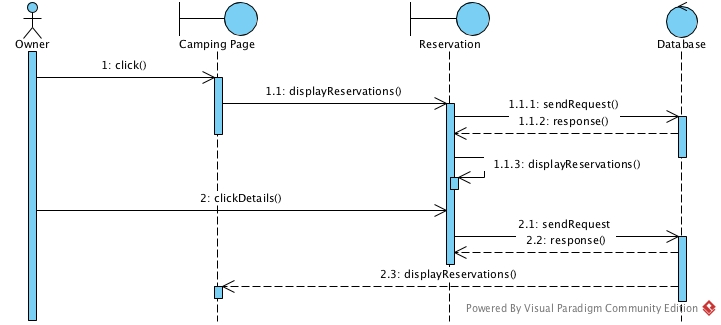 Owner
Camping Page
Reservation
Database
1: click()
1.1: displayReservations()
1.1.1: sendRequest()
1.1.2: response()
1.1.3: displayReservations()
2: clickDetails()
2.1: sendRequest
2.2: response()
2.3: displayReservations()
Powered By Visual Paradigm Community Edition